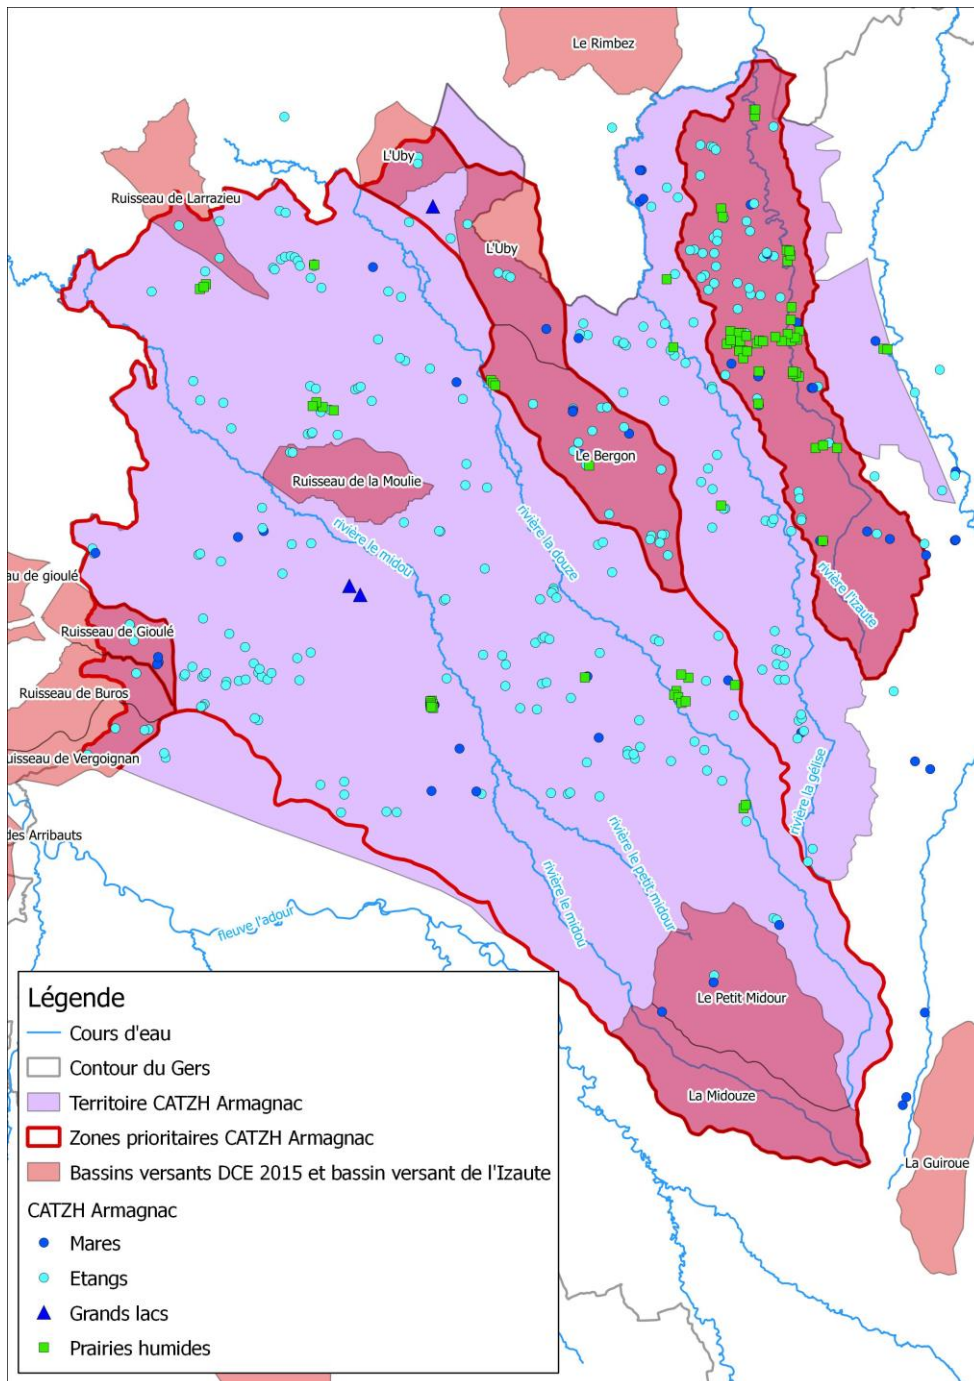 Le Rimbez
L'Uby
Ruisseau de Larrazieu
L'Uby
Le Bergon
Ruisseau de la Moulie
rivière le midou
rivière la douze
rivière l'izaute
au de gioulé
Ruisseau de Gioulé
Ruisseau de Buros
uisseau de Vergoignan
rivière la gélise
des Arribauts
rivière le petit midour
rivière le midou
fleuve l'adour
Le Petit Midour
La Midouze
La Guiroue
Légende
Cours d'eau
Contour du Gers
Territoire CATZH Armagnac
Zones prioritaires CATZH Armagnac
Bassins versants DCE 2015 et bassin versant de l'Izaute
CATZH Armagnac
Mares
Etangs
Grands lacs
Prairies humides